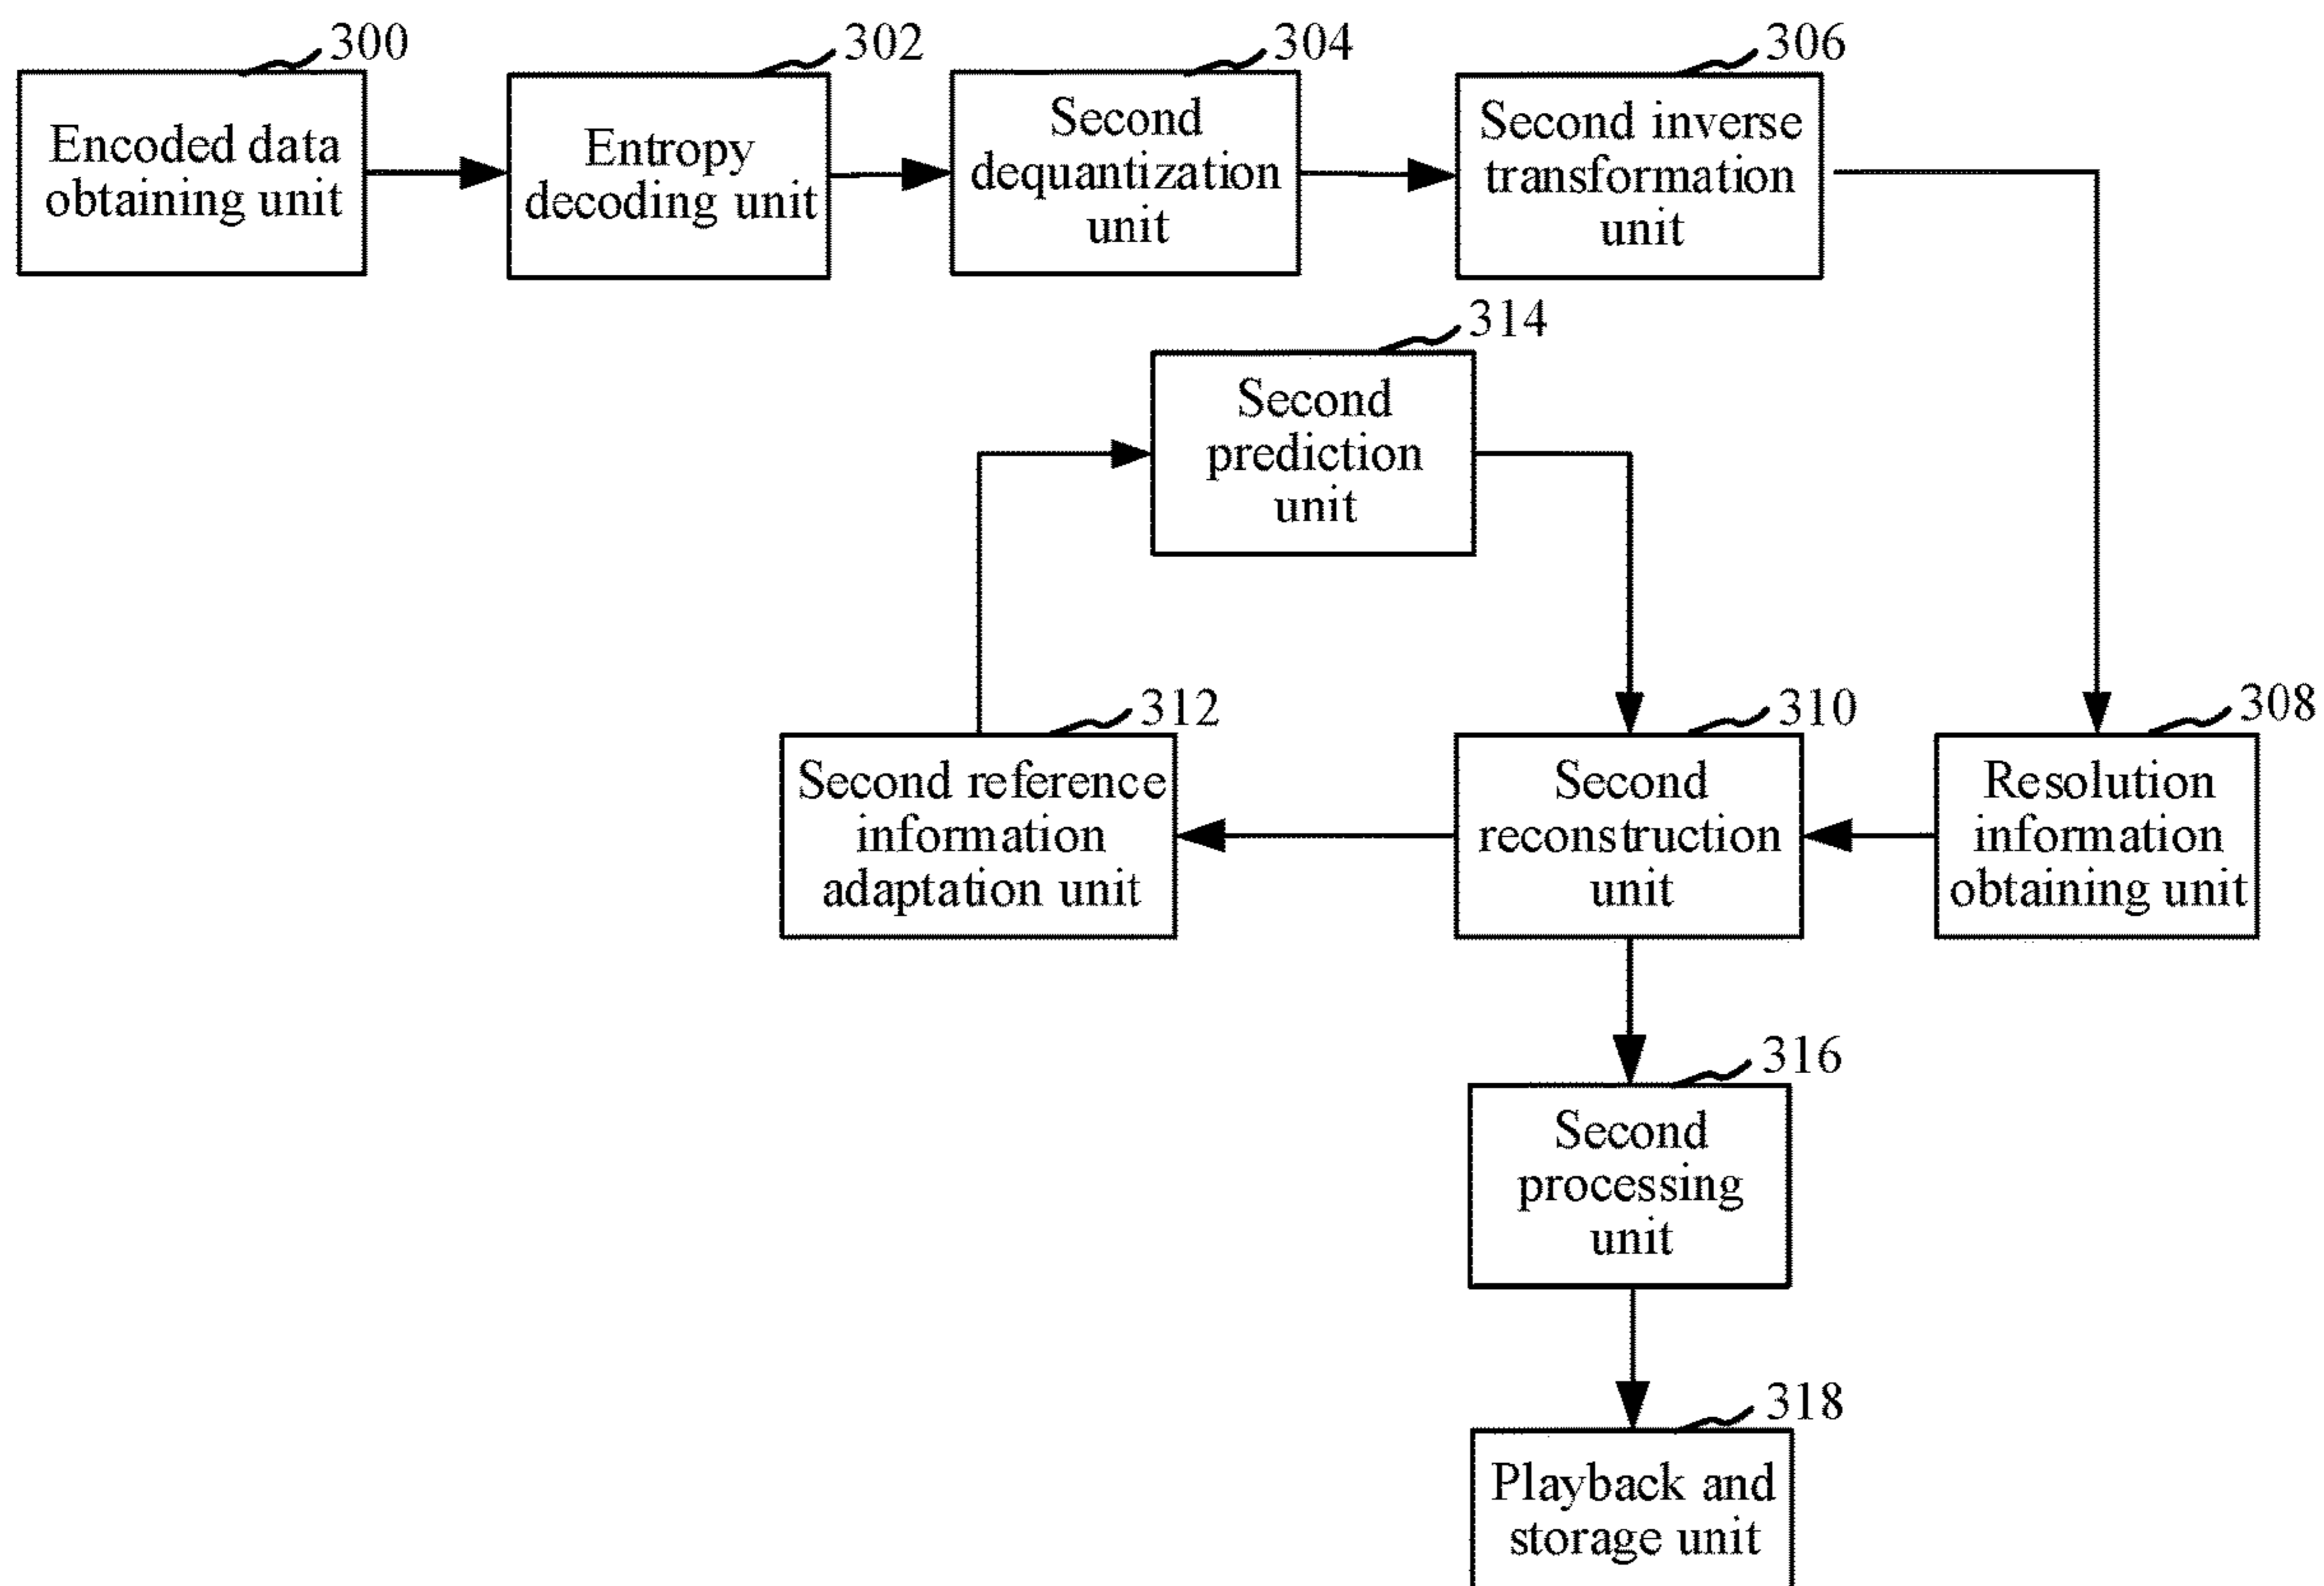 300
Encoded data
obtaining unit
302
Entropy
decoding unit
304
Second
dequantization
unit
306
Second inverse
transformation
unit
314
Second
prediction
unit
312
Second reference
information
adaptation unit
310
Second
reconstruction
unit
308
Resolution
information
obtaining unit
316
Second
processing
unit
318
Playback and
storage unit